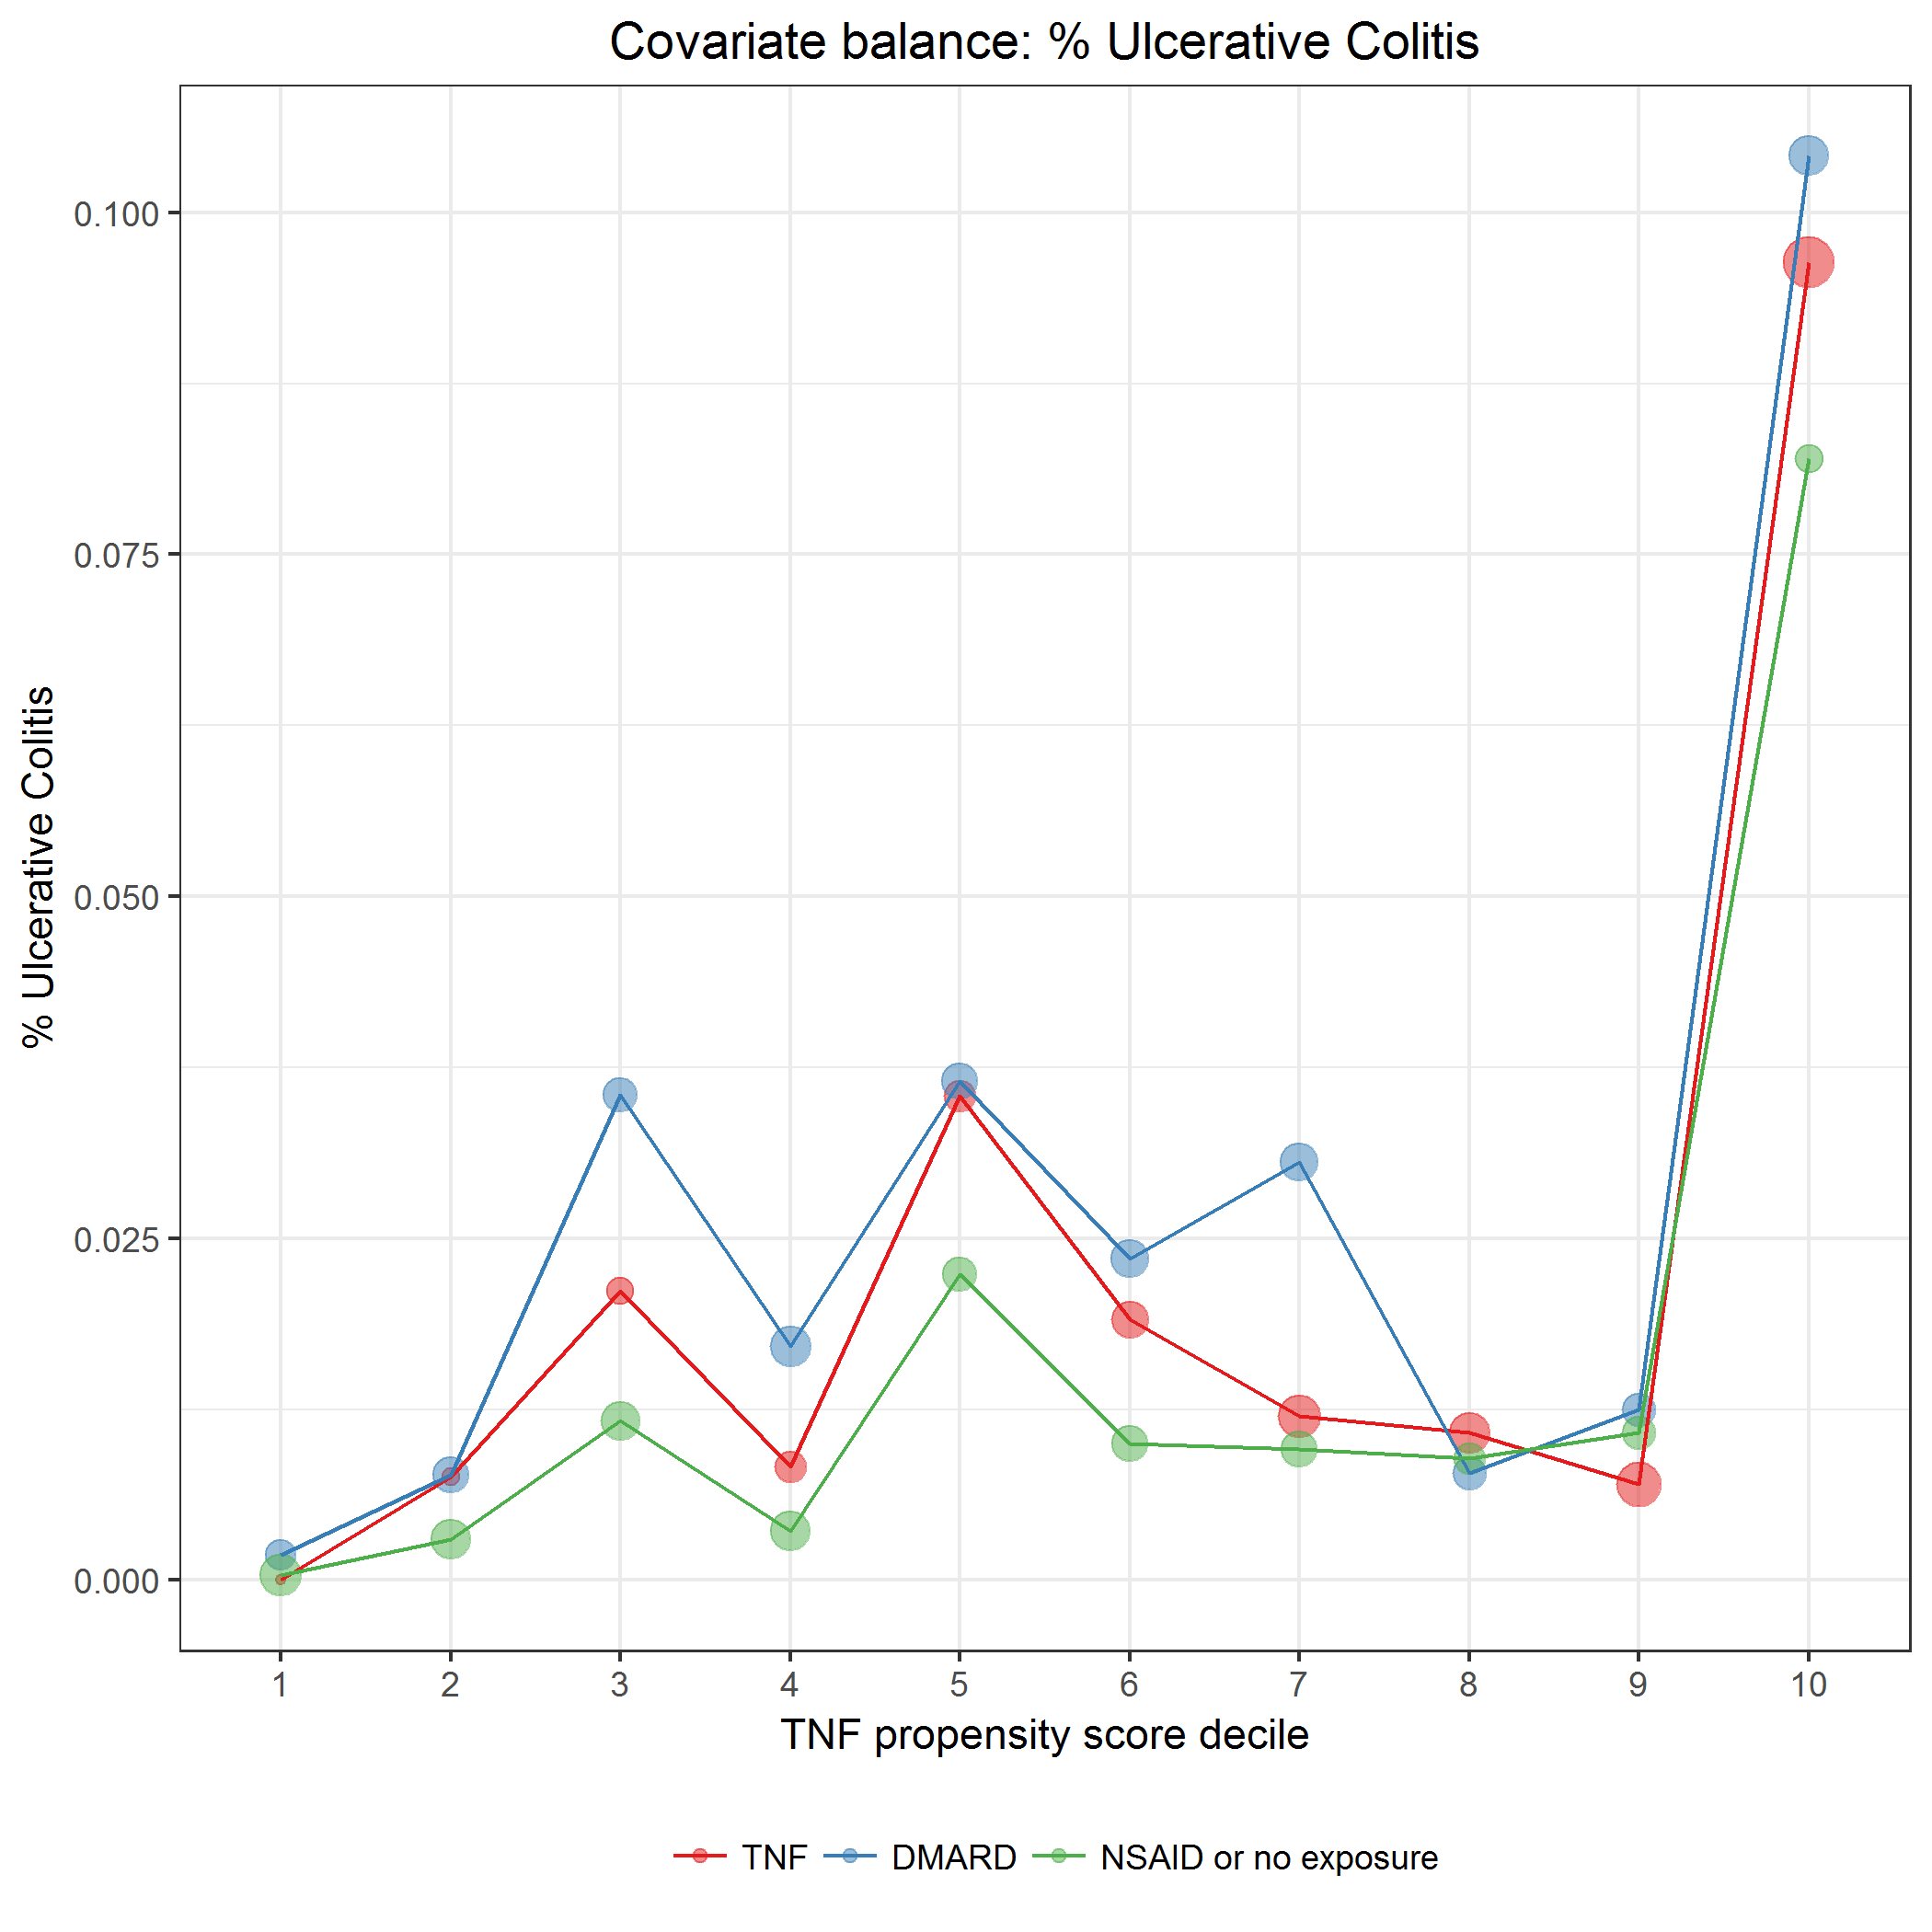 Covariate balance: % Ulcerative Colitis
% Ulcerative Colitis
0.100
0.075
0.050
0.025
0.000
1 2 3 4 5 6 7 8 9 10
TNF propensity score decile
TNF DMARD NSAID or no exposure